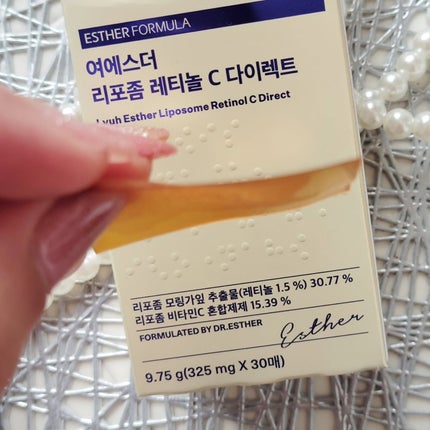 ESTHER FORMULA
여에스더
리포좀 레티놀 C 다이렉트
yuh Esther Liposome Retinol C Direct
리포좀 모링가잎 추출물(레티놀 1.5 %) 30.77 %
리포좀 비타민C 혼합제제 15.39 %
FORMULATED BY DR.ESTHER
Esther
9.75 g(325 mg X 30매)